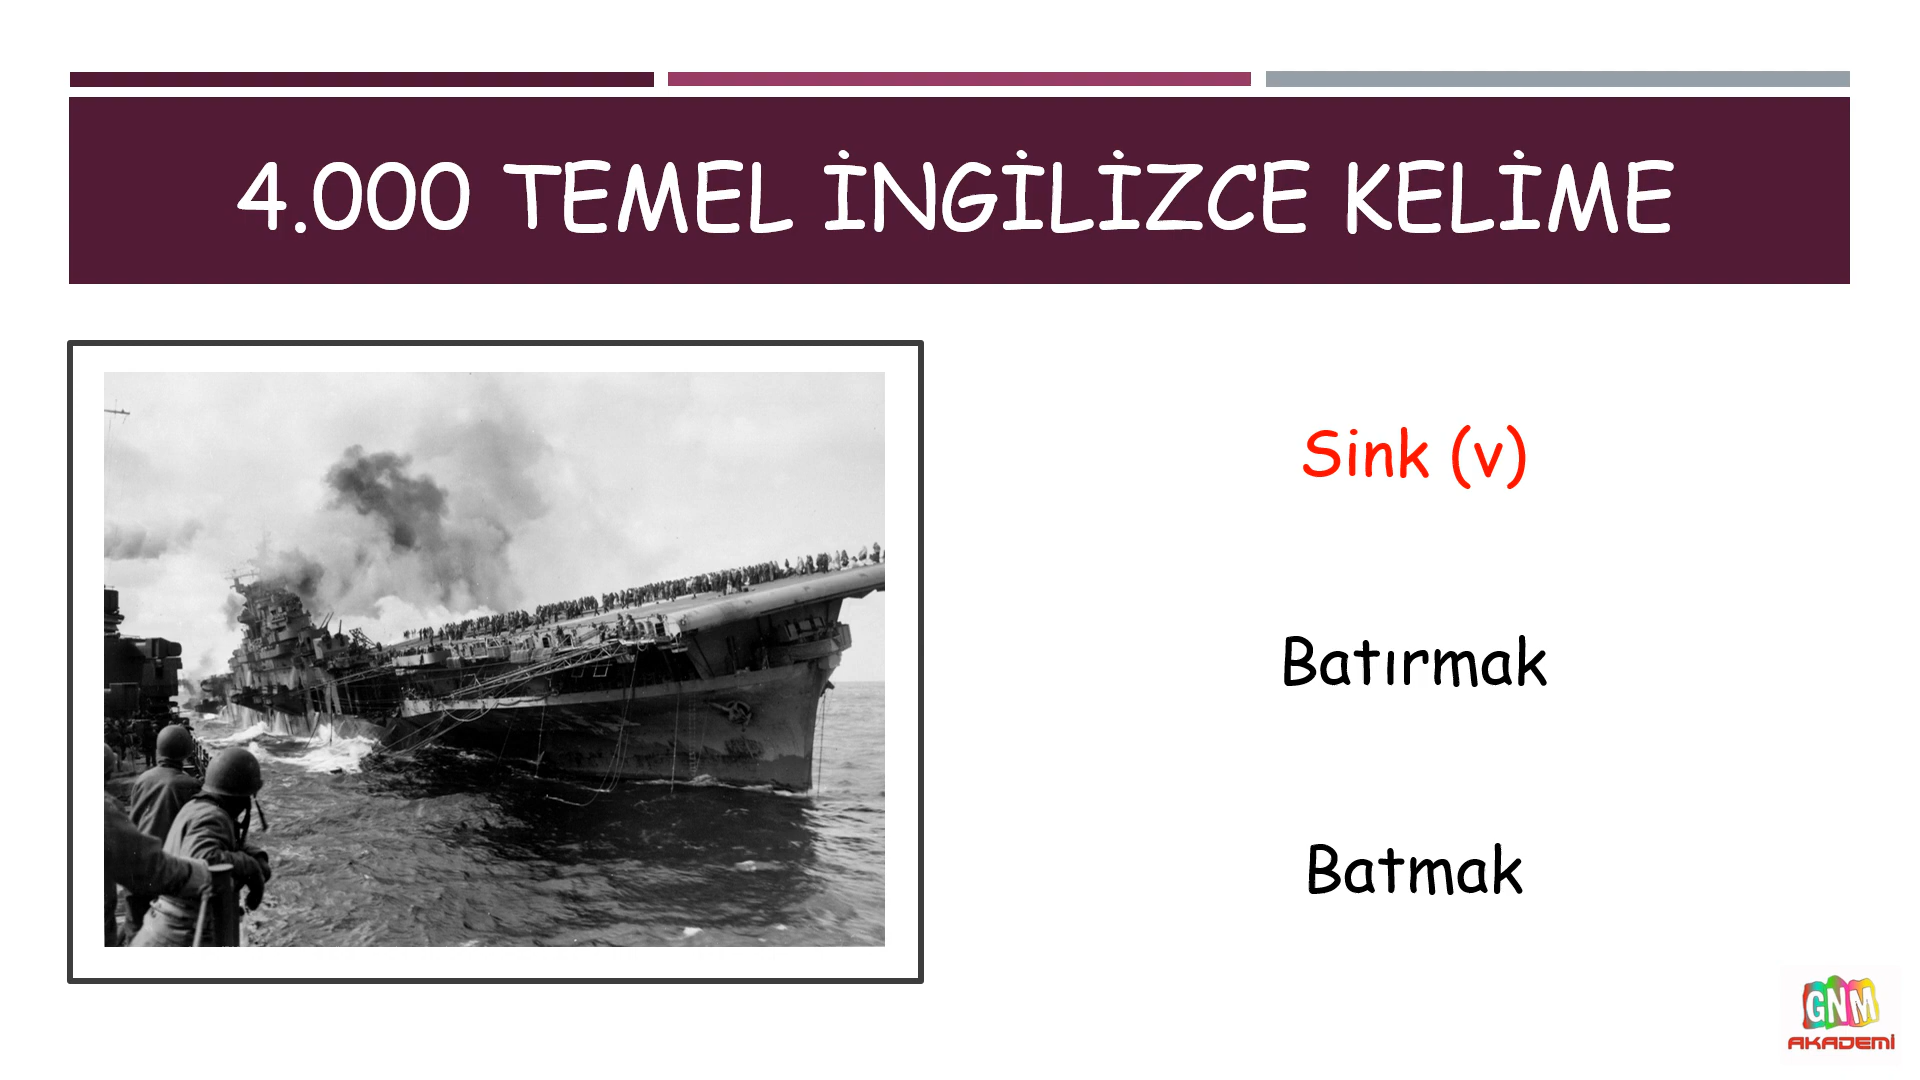 4.000 TEMEL İNGİLİZCE KELİME
Sink (v)
Batırmak
Batmak
GNM
AKADEMİ